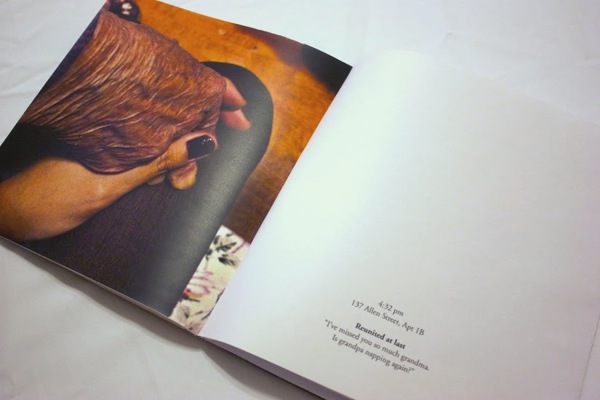 4:32 pm
137 Allen Street, Apt 1B
Reunited at last
"I've missed you so much grandma.
Is grandpa napping again?"